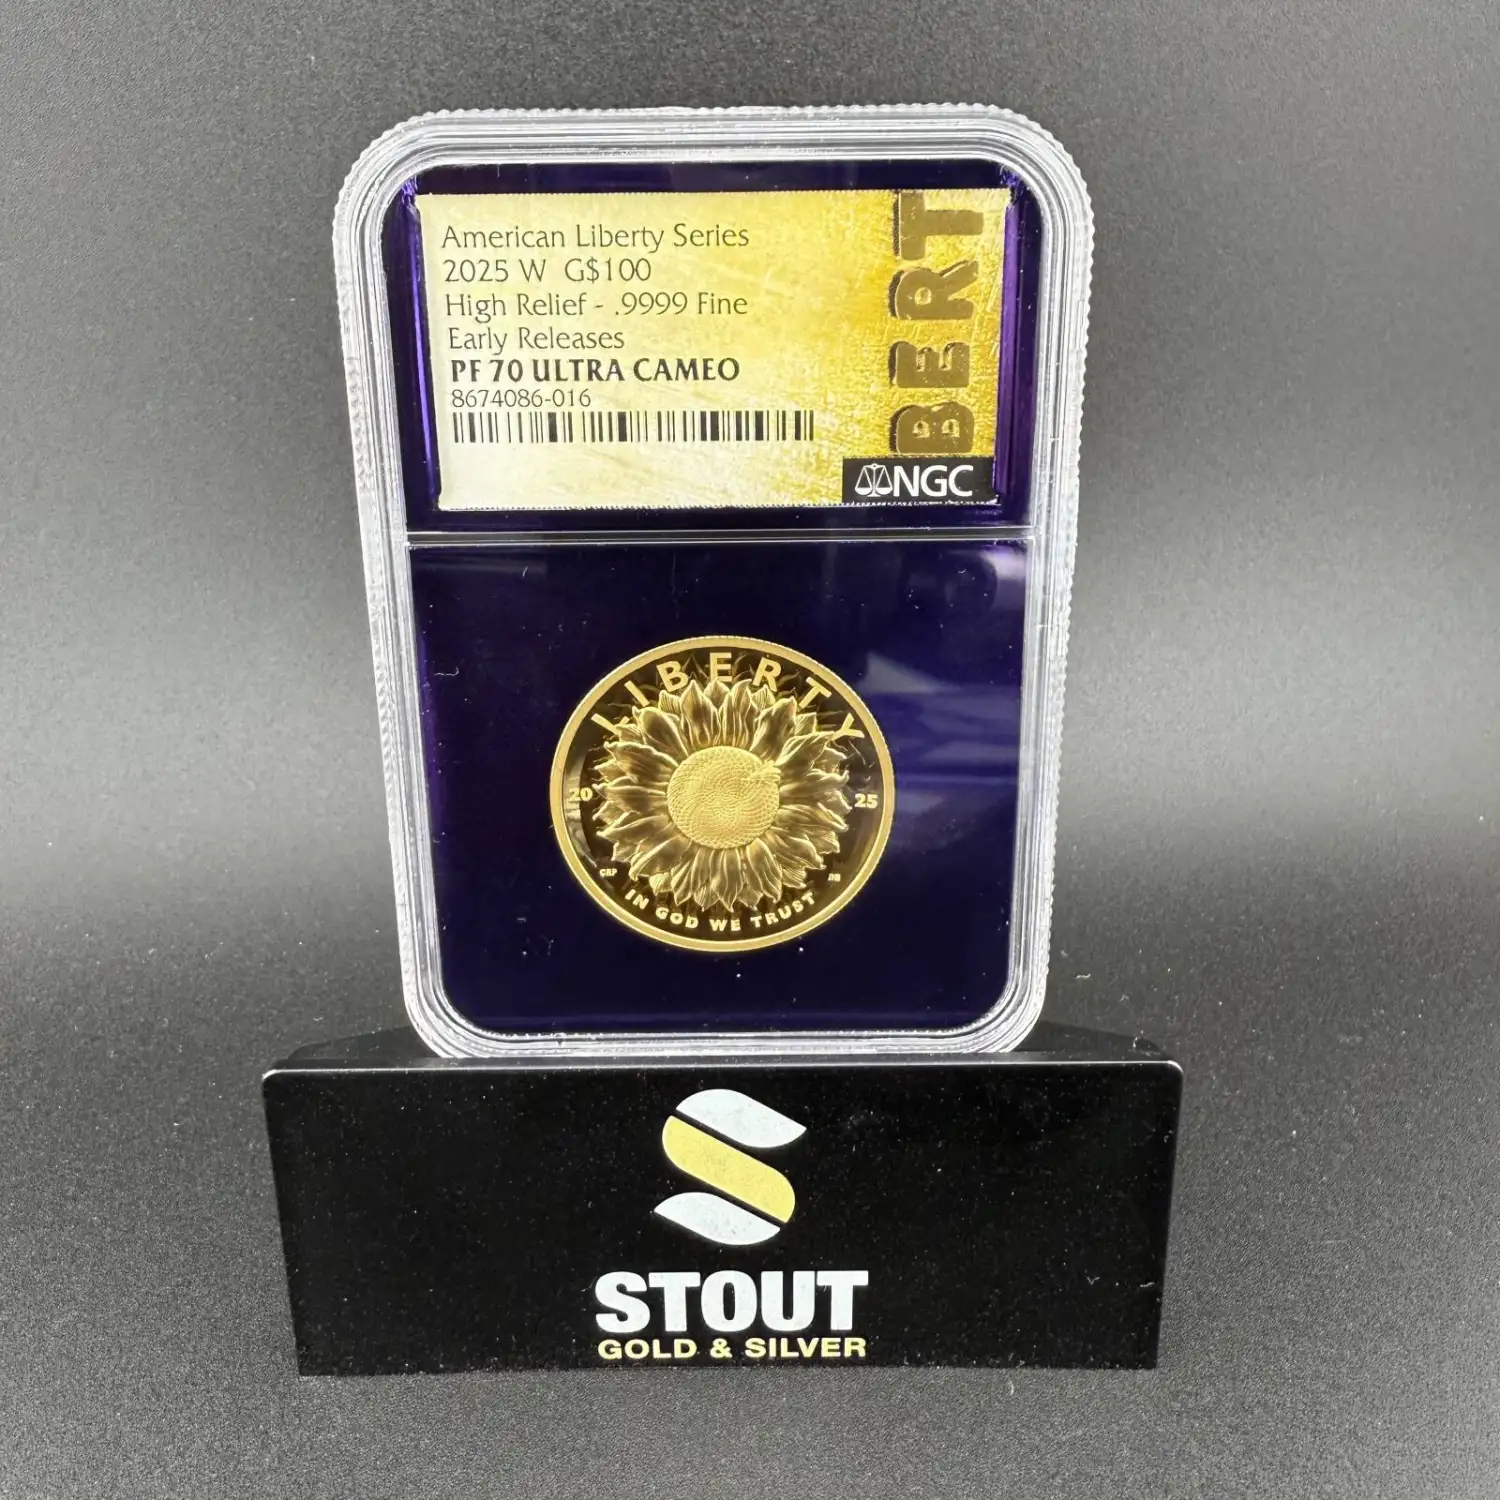 American Liberty Series
2025 W G$100
High Relief - .9999 Fine
Early Releases
PF 70 ULTRA CAMEO
8674086-016
BERT
NGC
LIBERTY
20 25
IN GOD WE TRUST
STOUT
GOLD & SILVER